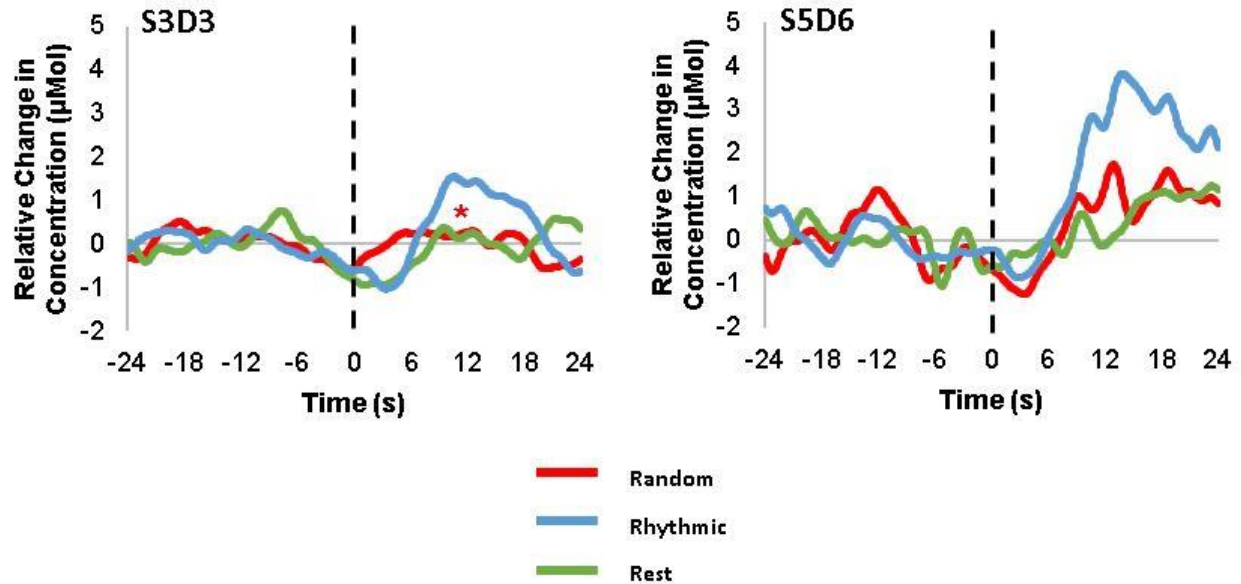 S3D3
Relative Change in
Concentration (µMol)
5
4
3
2
1
0
-1
-2
*
-24 -18 -12 -6 0 6 12 18 24
Time (s)
S5D6
Relative Change in
Concentration (µMol)
5
4
3
2
1
0
-1
-2
-24 -18 -12 -6 0 6 12 18 24
Time (s)
Random
Rhythmic
Rest